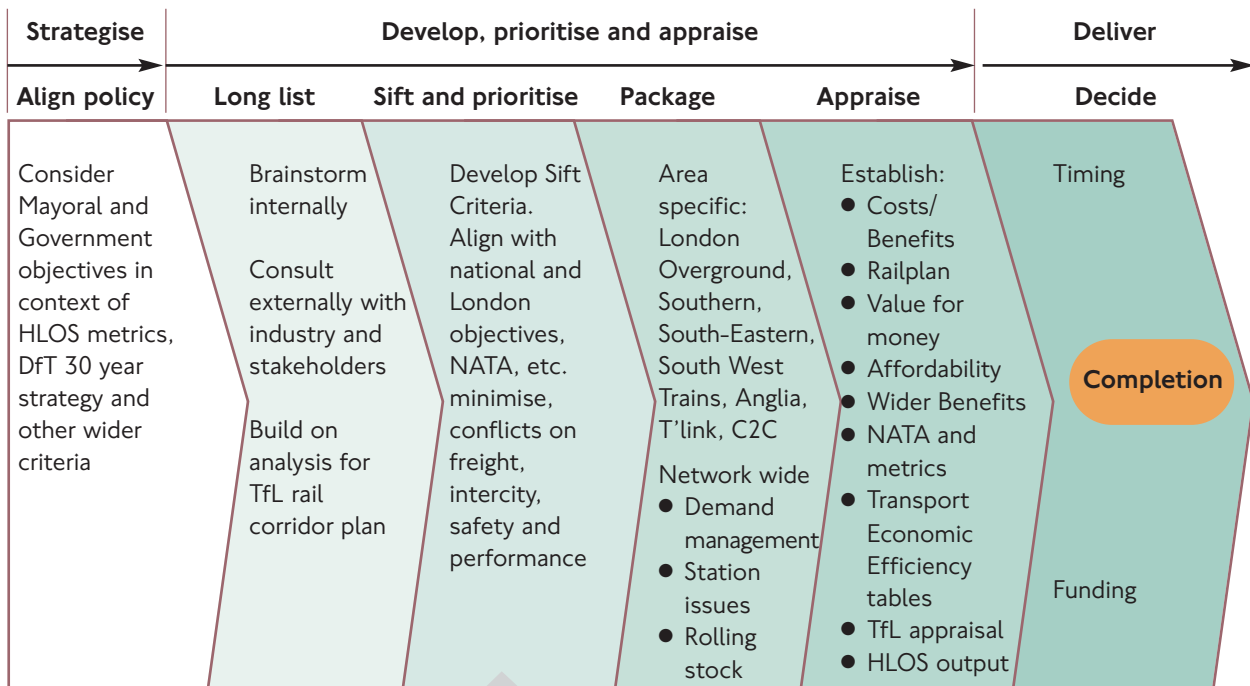 Strategise
Develop, prioritise and appraise
Deliver
Align policy
Long list
Sift and prioritise
Package
Appraise
Decide
Consider
Mayoral and
Government
objectives in
context of
HLOS metrics,
DfT 30 year
strategy and
other wider
criteria
Brainstorm
internally
Consult
externally with
industry and
stakeholders
Build on
analysis for
TfL rail
corridor plan
Develop Sift
Criteria.
Align with
national and
London
objectives,
NATA, etc.
minimise,
conflicts on
freight,
intercity,
safety and
performance
Area
specific:
London
Overground,
Southern,
South-Eastern,
South West
Trains, Anglia,
T'link, C2C
Network wide
● Demand
management
● Station
issues
● Rolling
stock
Establish:
● Costs/
Benefits
● Railplan
● Value for
money
● Affordability
● Wider Benefits
● NATA and
metrics
● Transport
Economic
Efficiency
tables
● TfL appraisal
● HLOS output
Timing
Completion
Funding